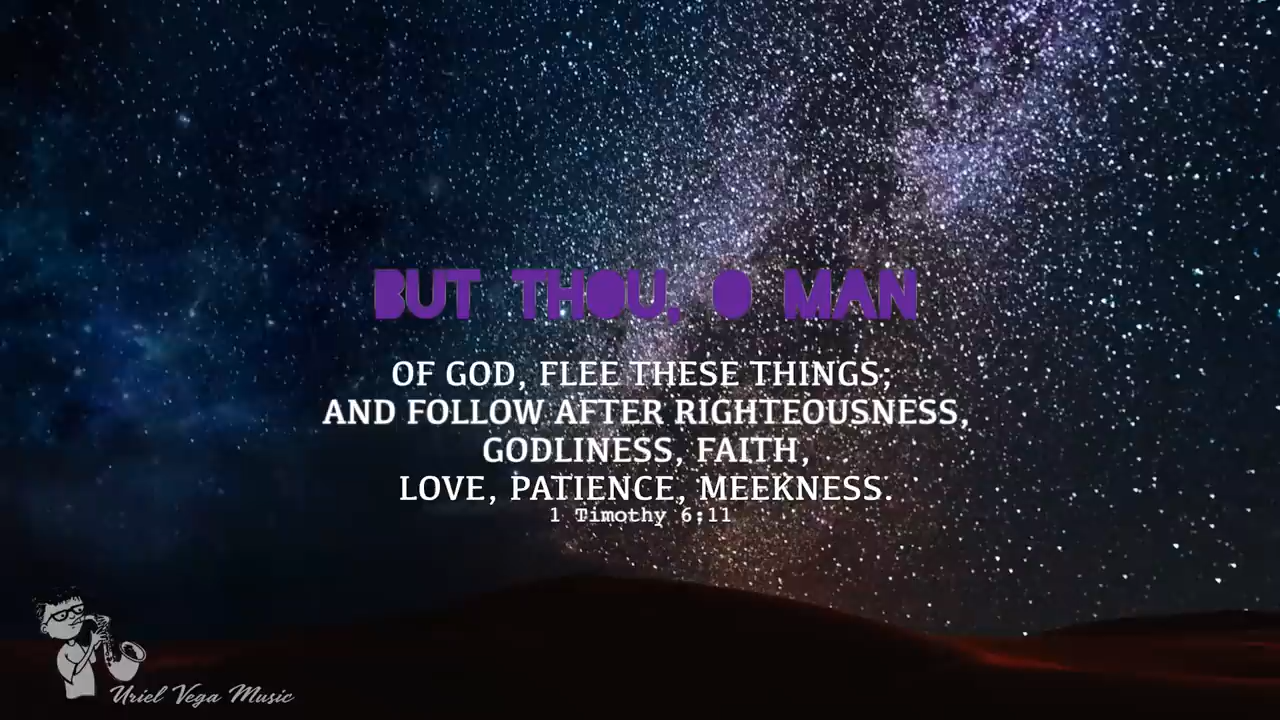 BUT THOU, O MAN
OF GOD, FLEE THESE THINGS;
AND FOLLOW AFTER RIGHTEOUSNESS,
GODLINESS, FAITH,
LOVE, PATIENCE, MEEKNESS.
1 Timothy 6:11
Uriel Vega Music